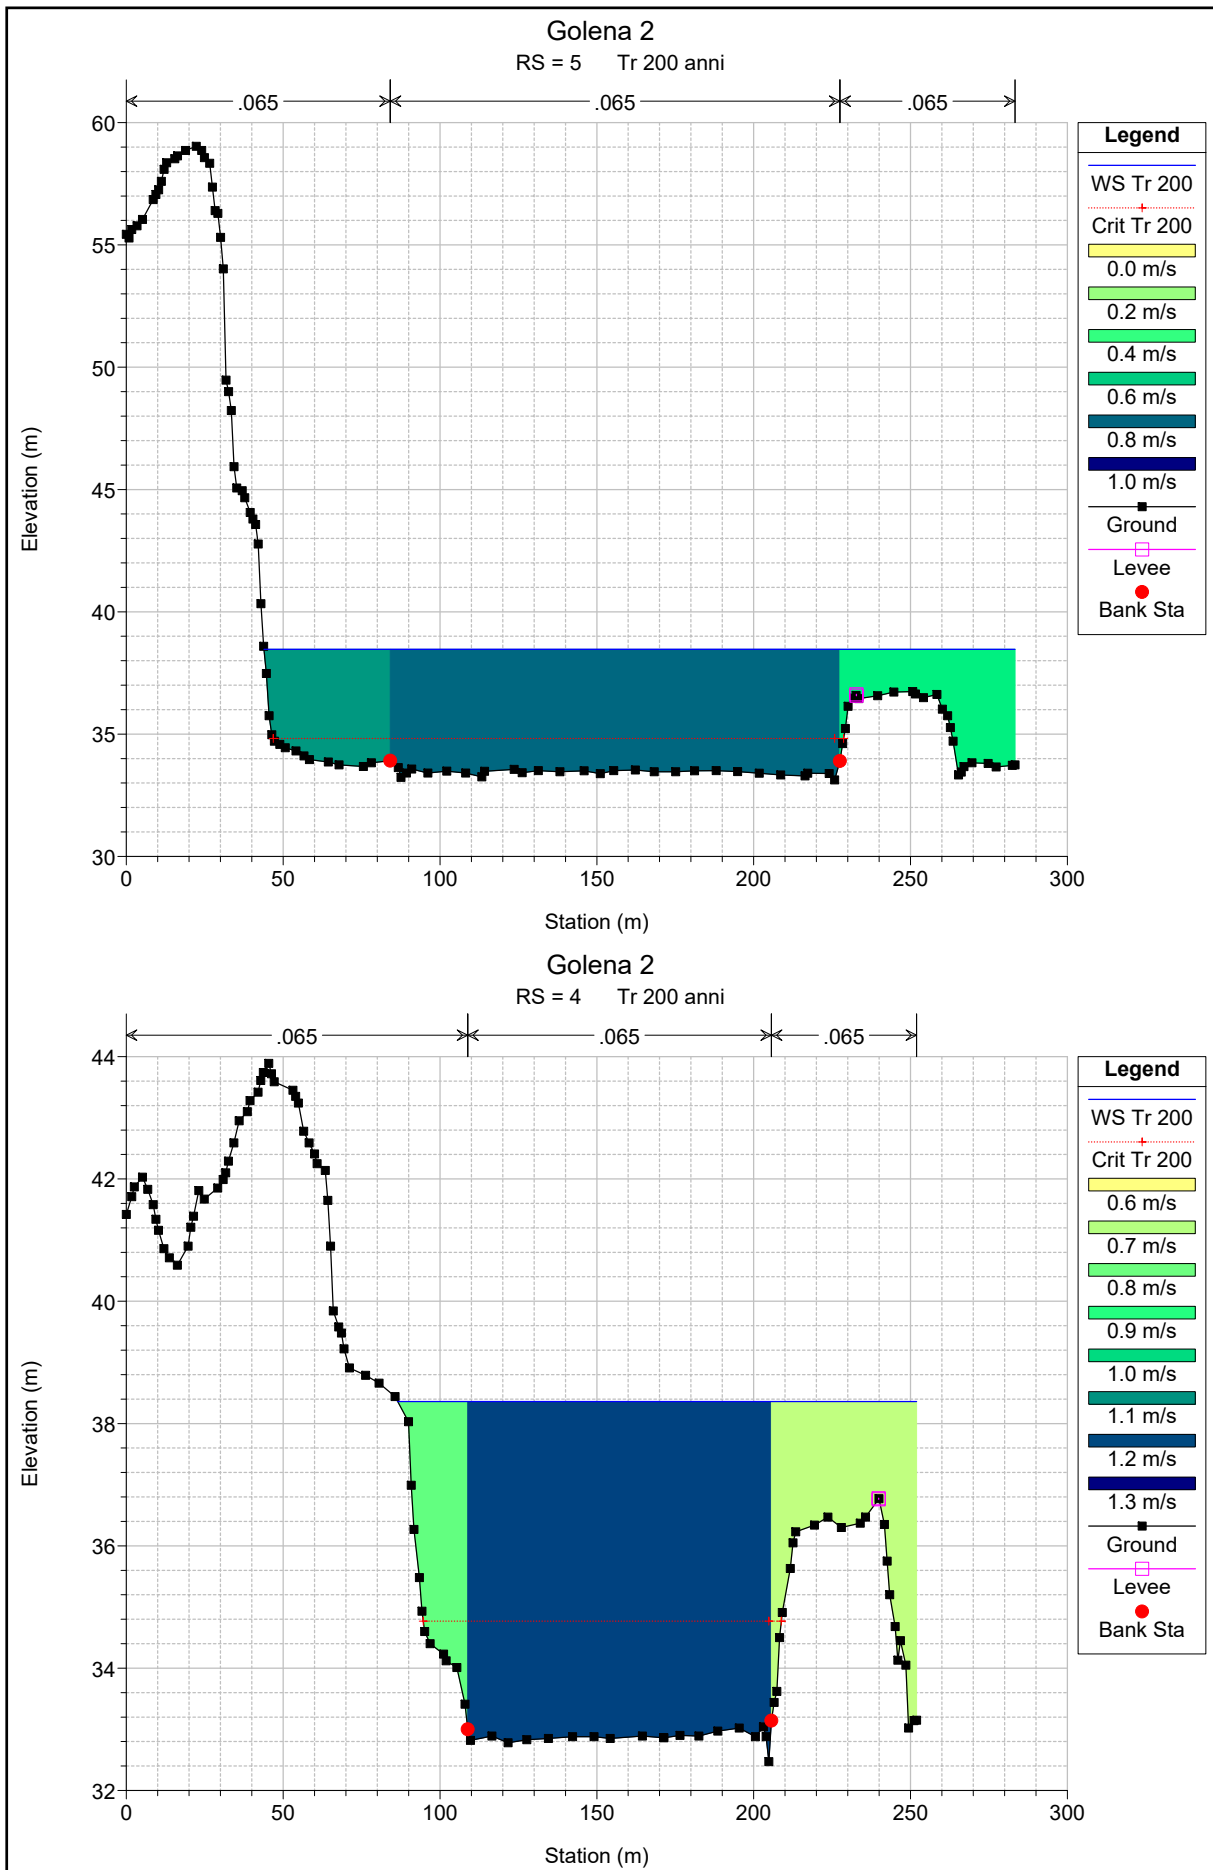 Golena 2
RS = 5 Tr 200 anni
.065 .065 .065
60
55
50
45
40
35
30
0 50 100 150 200 250 300
Elevation (m)
Station (m)
Legend
WS Tr 200
Crit Tr 200
0.0 m/s
0.2 m/s
0.4 m/s
0.6 m/s
0.8 m/s
1.0 m/s
Ground
Levee
Bank Sta
Golena 2
RS = 4 Tr 200 anni
.065 .065 .065
44
42
40
38
36
34
32
0 50 100 150 200 250 300
Elevation (m)
Station (m)
Legend
WS Tr 200
Crit Tr 200
0.6 m/s
0.7 m/s
0.8 m/s
0.9 m/s
1.0 m/s
1.1 m/s
1.2 m/s
1.3 m/s
Ground
Levee
Bank Sta